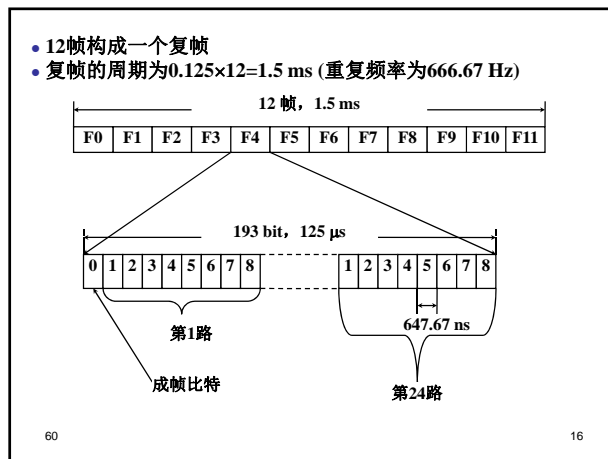 • 12帧构成一个复帧
• 复帧的周期为0.125×12=1.5 ms (重复频率为666.67 Hz)
12 帧，1.5 ms
F0 F1 F2 F3 F4 F5 F6 F7 F8 F9 F10 F11
193 bit，125 μs
0 1 2 3 4 5 6 7 8 1 2 3 4 5 6 7 8
647.67 ns
第1路
成帧比特
第24路
60 16